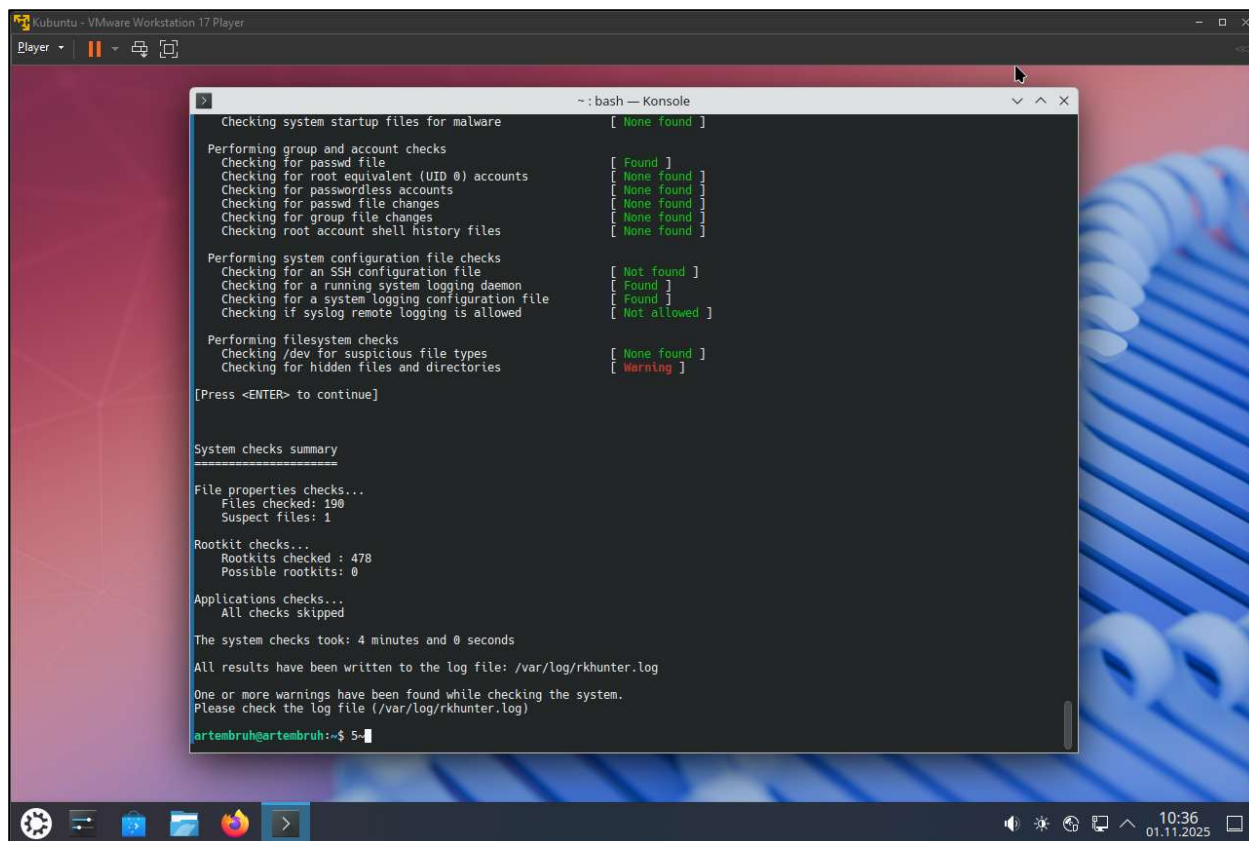 Kubuntu - VMware Workstation 17 Player
Player
~ : bash — Konsole
Checking system startup files for malware [ None found ]
Performing group and account checks
Checking for passwd file [ Found ]
Checking for root equivalent (UID 0) accounts [ None found ]
Checking for passwordless accounts [ None found ]
Checking for passwd file changes [ None found ]
Checking for group file changes [ None found ]
Checking root account shell history files [ None found ]
Performing system configuration file checks
Checking for an SSH configuration file [ Not found ]
Checking for a running system logging daemon [ Found ]
Checking for a system logging configuration file [ Found ]
Checking if syslog remote logging is allowed [ Not allowed ]
Performing filesystem checks
Checking /dev for suspicious file types [ None found ]
Checking for hidden files and directories [ Warning ]
[Press <ENTER> to continue]
System checks summary
=====================
File properties checks...
Files checked: 190
Suspect files: 1
Rootkit checks...
Rootkits checked : 478
Possible rootkits: 0
Applications checks...
All checks skipped
The system checks took: 4 minutes and 0 seconds
All results have been written to the log file: /var/log/rkhunter.log
One or more warnings have been found while checking the system.
Please check the log file (/var/log/rkhunter.log)
artembruh@artembruh:~$ 5~
10:36
01.11.2025